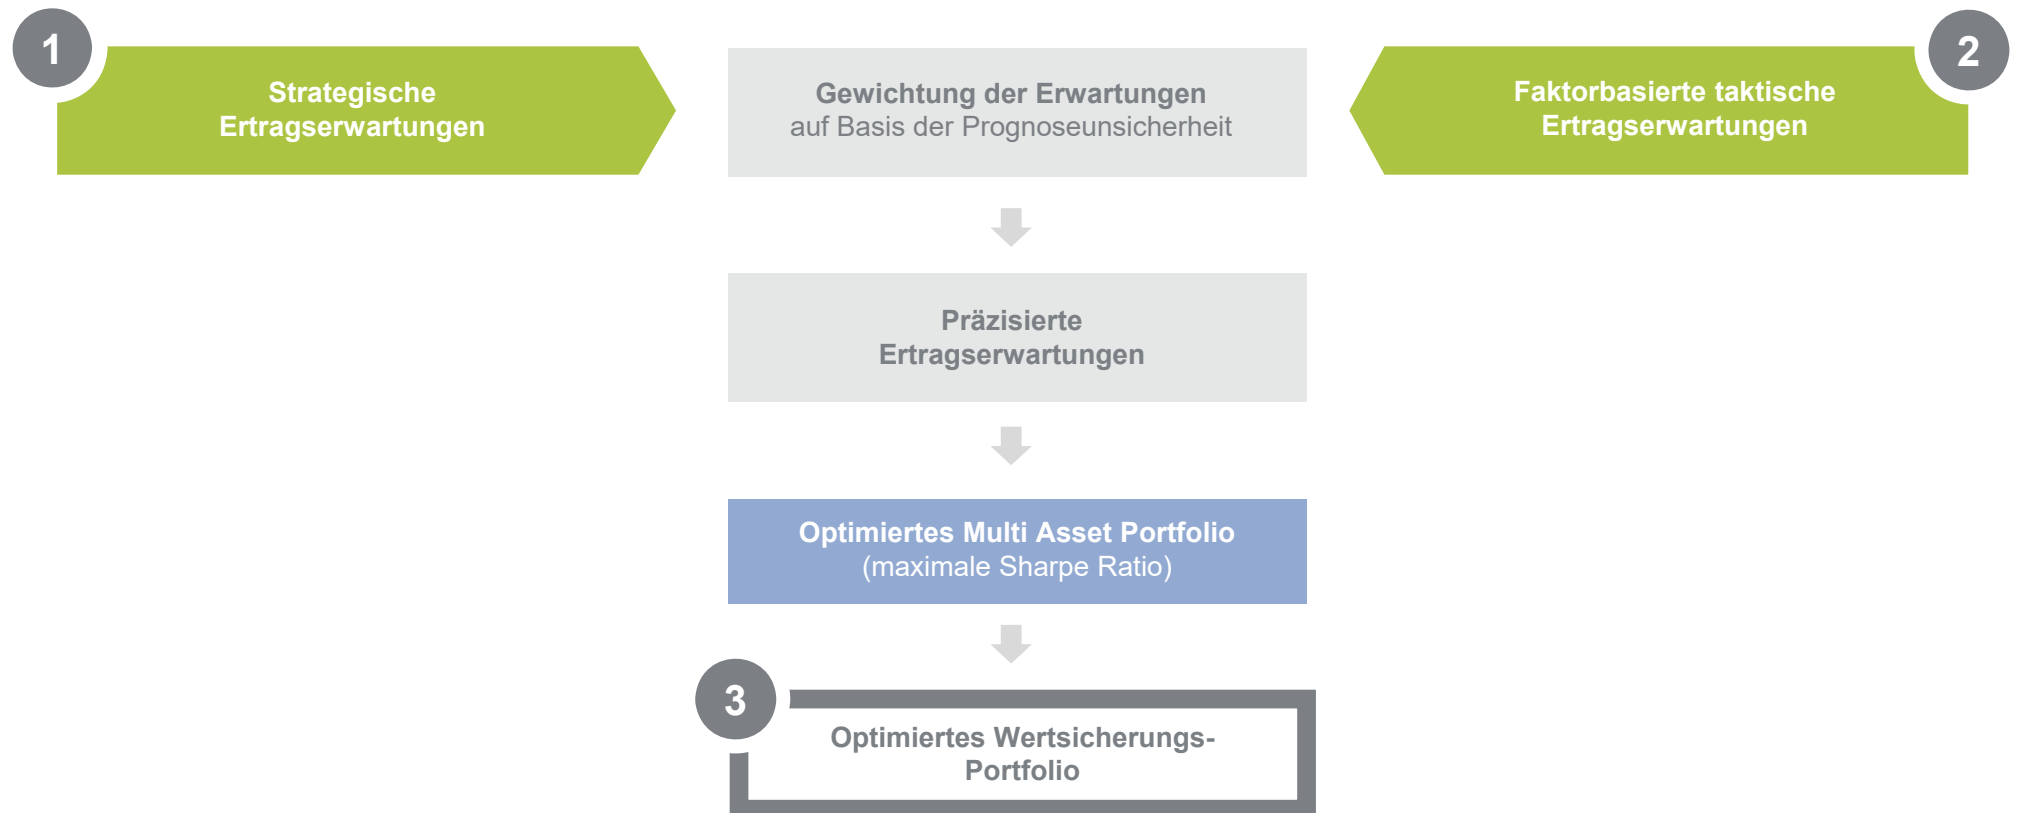 1
Strategische
Ertragserwartungen
Gewichtung der Erwartungen
auf Basis der Prognoseunsicherheit
2
Faktorbasierte taktische
Ertragserwartungen
Präzisierte
Ertragserwartungen
Optimiertes Multi Asset Portfolio
(maximale Sharpe Ratio)
3
Optimiertes Wertsicherungs-
Portfolio